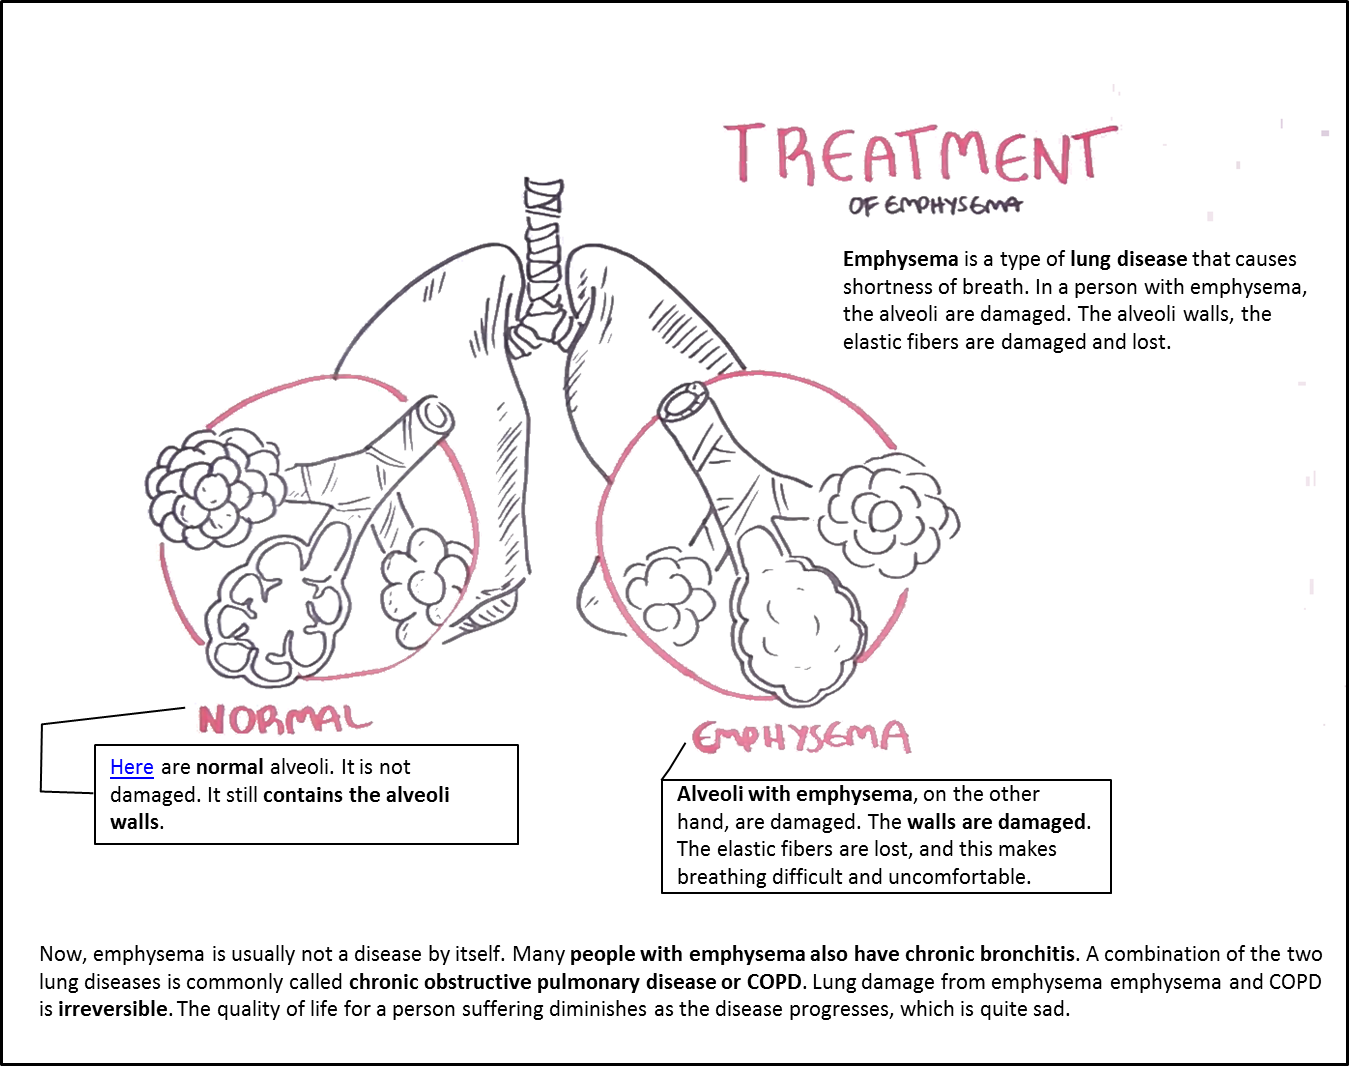 TREATMENT
OF EMPHYSEMA
Emphysema is a type of lung disease that causes
shortness of breath. In a person with emphysema,
the alveoli are damaged. The alveoli walls, the
elastic fibers are damaged and lost.
NORMAL
EMPHYSEMA
Here are normal alveoli. It is not
damaged. It still contains the alveoli
walls.
Alveoli with emphysema, on the other
hand, are damaged. The walls are damaged.
The elastic fibers are lost, and this makes
breathing difficult and uncomfortable.
Now, emphysema is usually not a disease by itself. Many people with emphysema also have chronic bronchitis. A combination of the two
lung diseases is commonly called chronic obstructive pulmonary disease or COPD. Lung damage from emphysema emphysema and COPD
is irreversible. The quality of life for a person suffering diminishes as the disease progresses, which is quite sad.